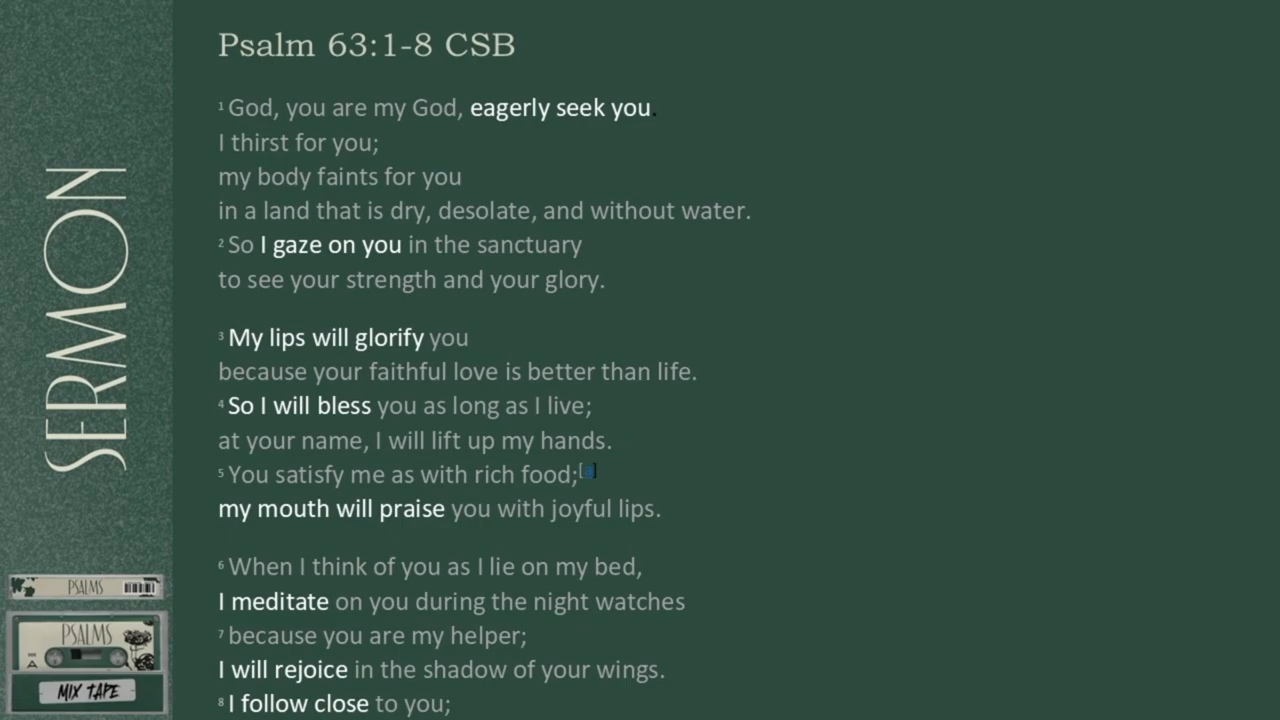 Psalm 63:1-8 CSB
1 God, you are my God, eagerly seek you.
I thirst for you;
my body faints for you
in a land that is dry, desolate, and without water.
2 So I gaze on you in the sanctuary
to see your strength and your glory.
3 My lips will glorify you
because your faithful love is better than life.
4 So I will bless you as long as I live;
at your name, I will lift up my hands.
5 You satisfy me as with rich food;[a]
my mouth will praise you with joyful lips.
6 When I think of you as I lie on my bed,
I meditate on you during the night watches
7 because you are my helper;
I will rejoice in the shadow of your wings.
8 I follow close to you;
SERMON
PSALMS
PSALMS
A
MIX TAPE